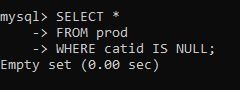 mysql> SELECT *
    -> FROM prod
    -> WHERE catid IS NULL;
Empty set (0.00 sec)